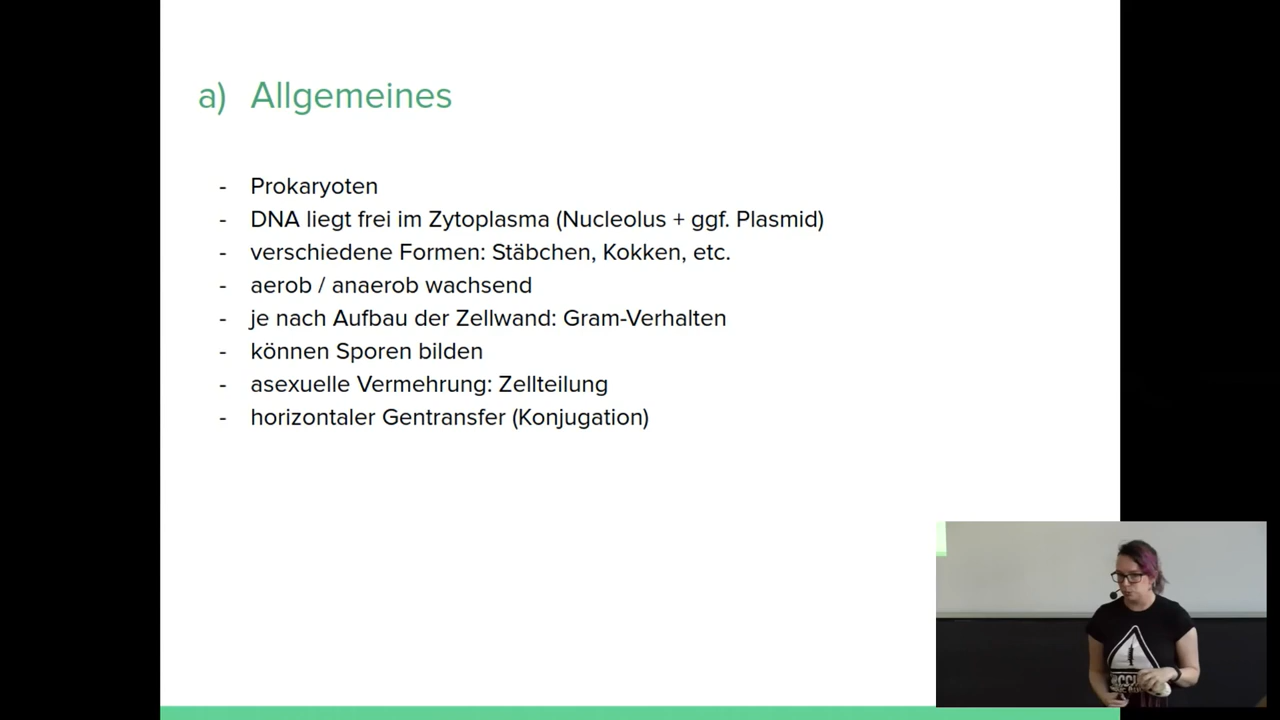 a) Allgemeines
- Prokaryoten
- DNA liegt frei im Zytoplasma (Nucleolus + ggf. Plasmid)
- verschiedene Formen: Stäbchen, Kokken, etc.
- aerob / anaerob wachsend
- je nach Aufbau der Zellwand: Gram-Verhalten
- können Sporen bilden
- asexuelle Vermehrung: Zellteilung
- horizontaler Gentransfer (Konjugation)